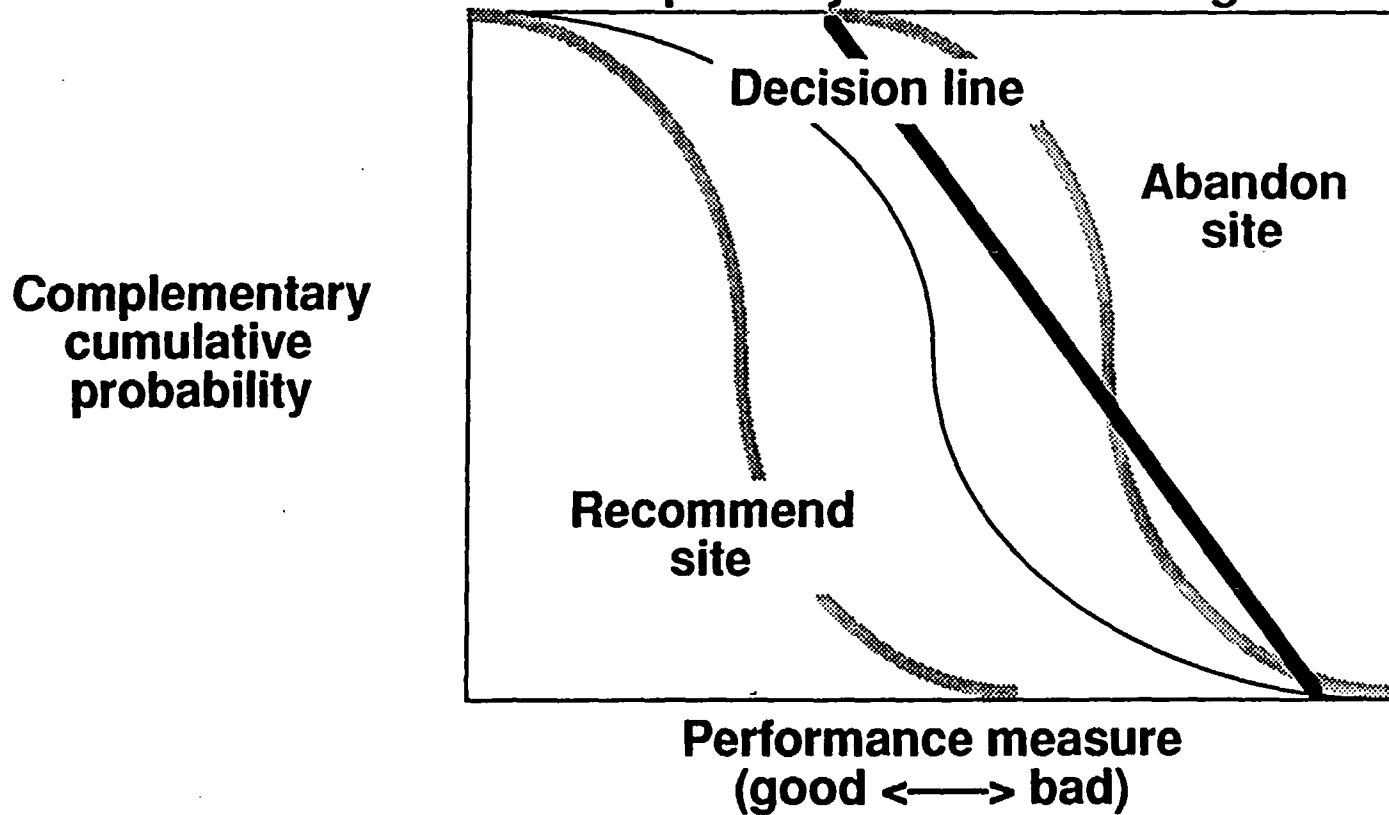 Decision line
Abandon
site
Complementary
cumulative
probability
Recommend
site
Performance measure
(good <——> bad)